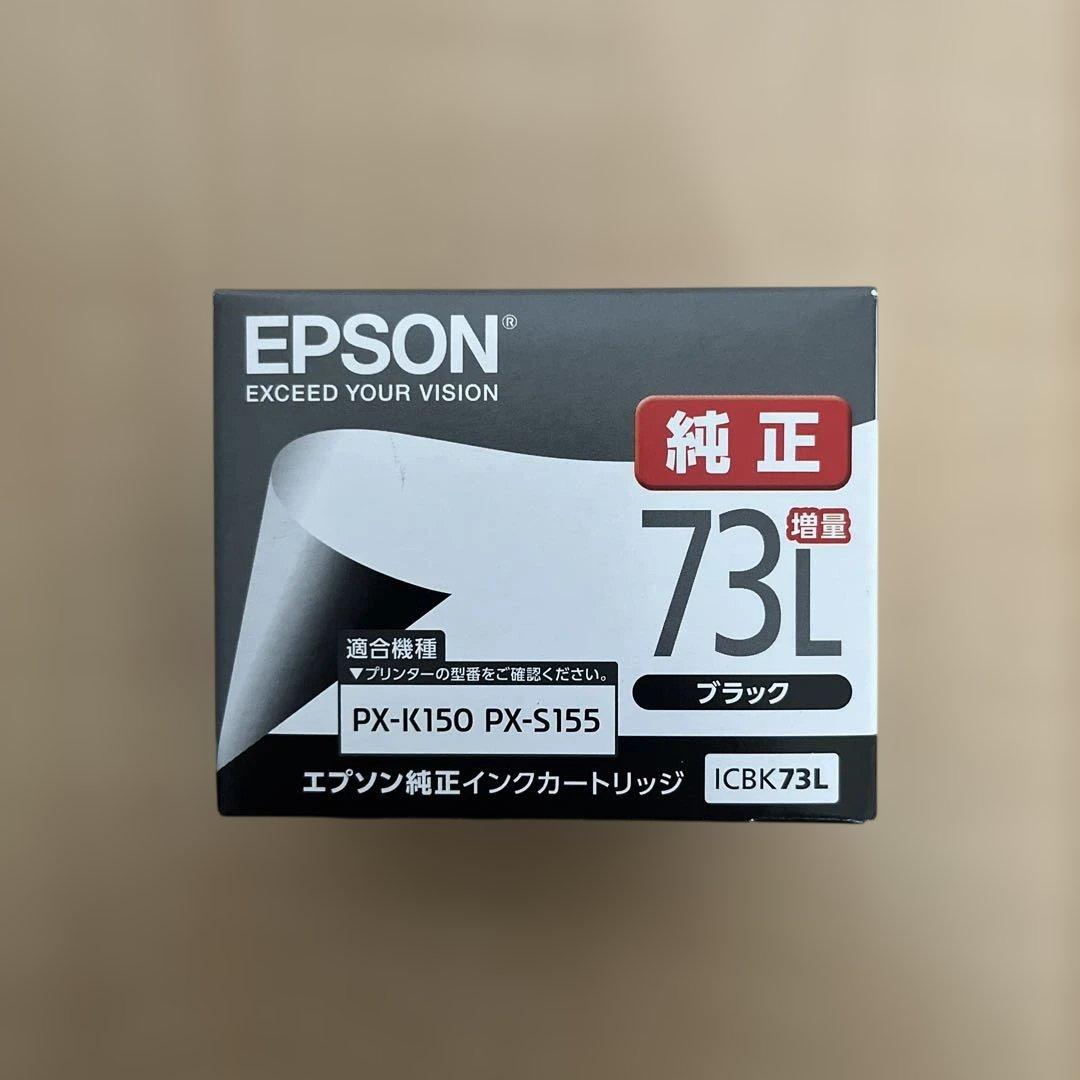 EPSON®
EXCEED YOUR VISION
純正
増量
73L
ブラック
適合機種
▼プリンターの型番をご確認ください。
PX-K150 PX-S155
エプソン純正インクカートリッジ
ICBK73L